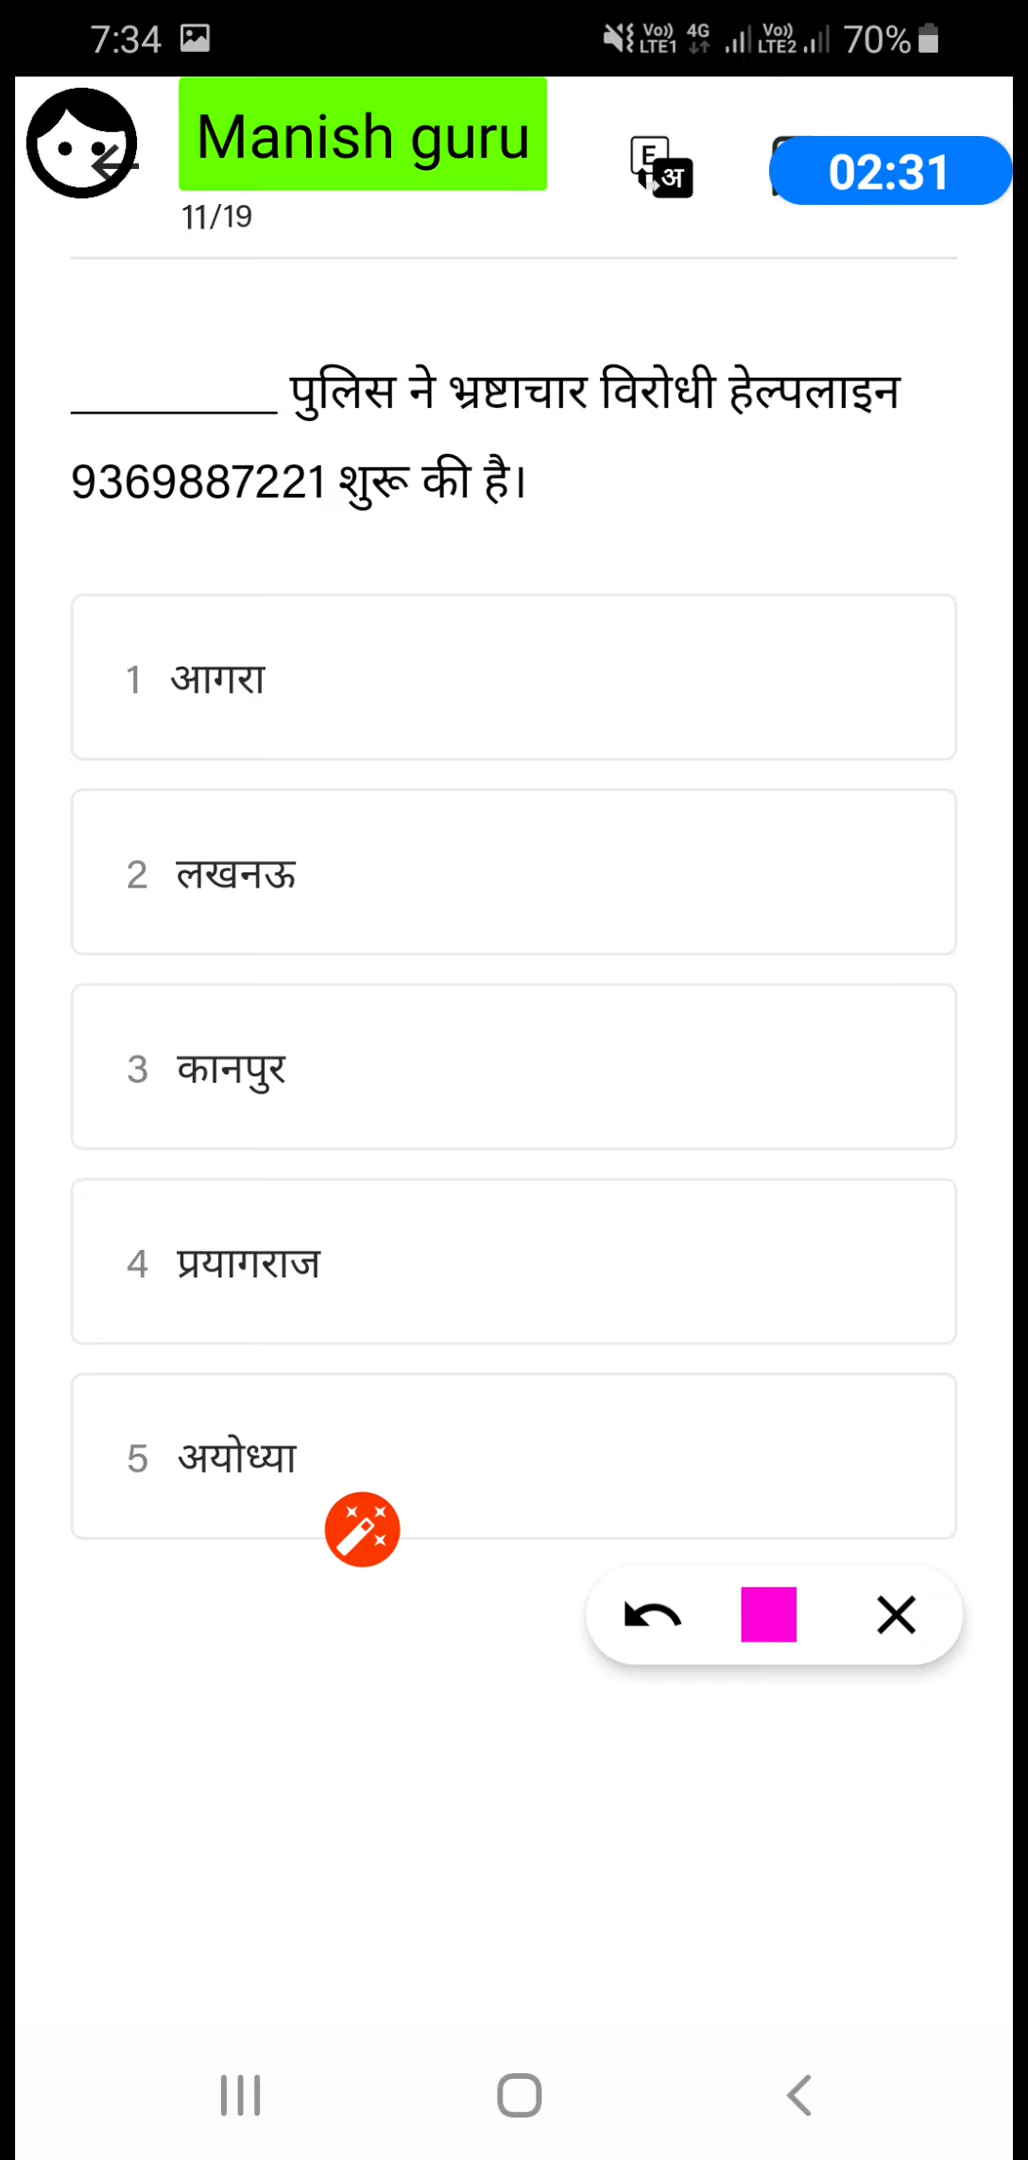 7:34 Vo)) LTE1 4G Vo)) LTE2 70%
Manish guru
E अ
02:31
11/19
_________ पुलिस ने भ्रष्टाचार विरोधी हेल्पलाइन
9369887221 शुरू की है।
1 आगरा
2 लखनऊ
3 कानपुर
4 प्रयागराज
5 अयोध्या